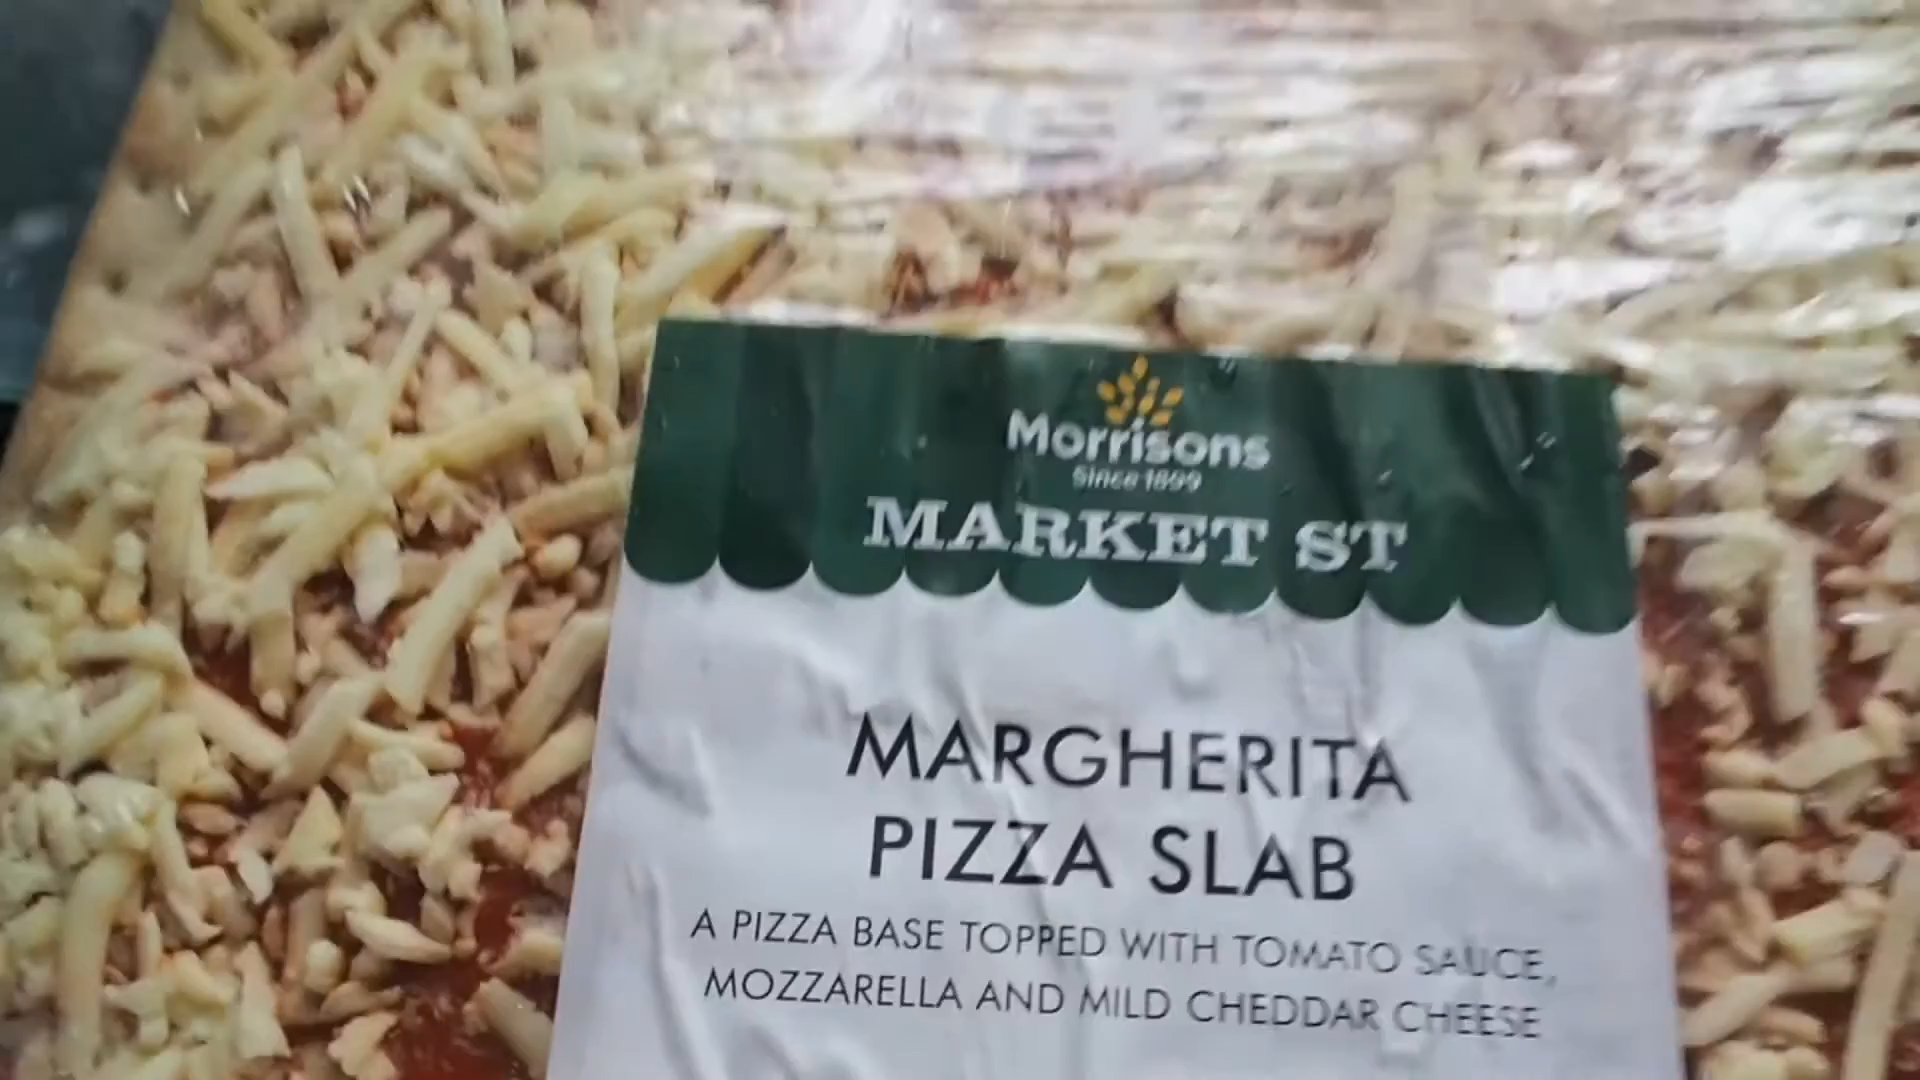 Morrisons
Since 1899
MARKET ST
MARGHERITA
PIZZA SLAB
A PIZZA BASE TOPPED WITH TOMATO SAUCE,
MOZZARELLA AND MILD CHEDDAR CHEESE